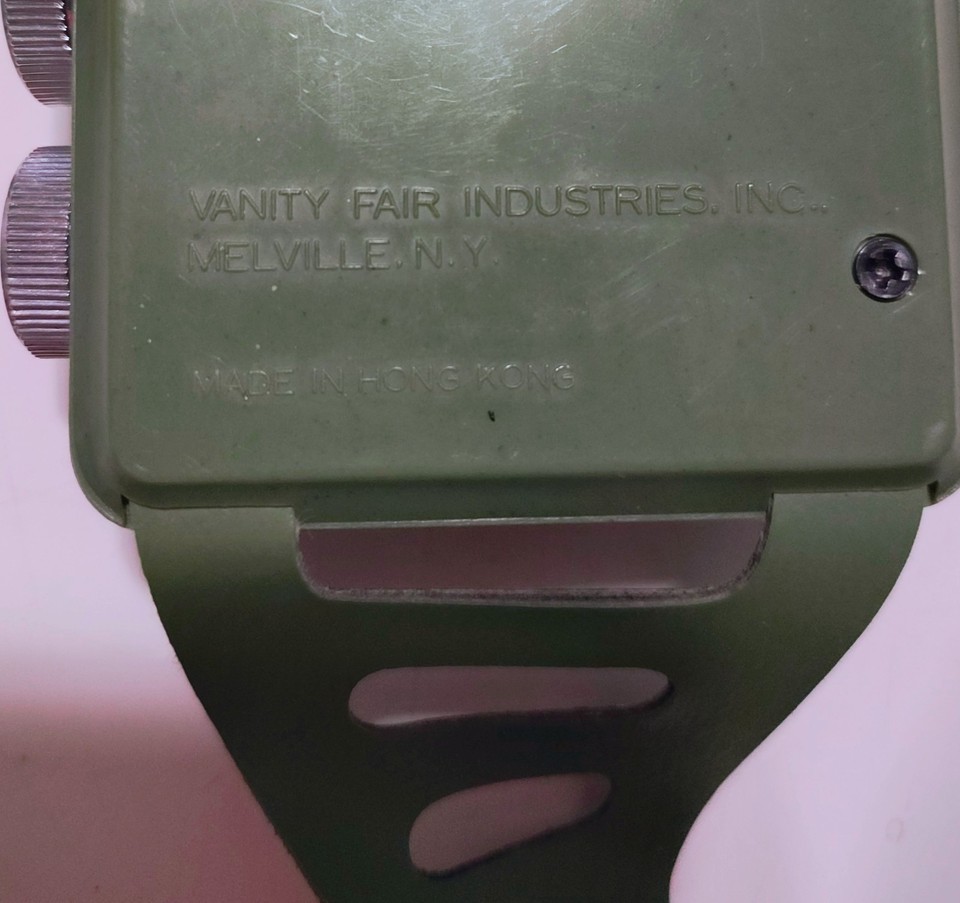 VANITY FAIR INDUSTRIES. INC..
MELVILLE. N.Y.
MADE IN HONG KONG